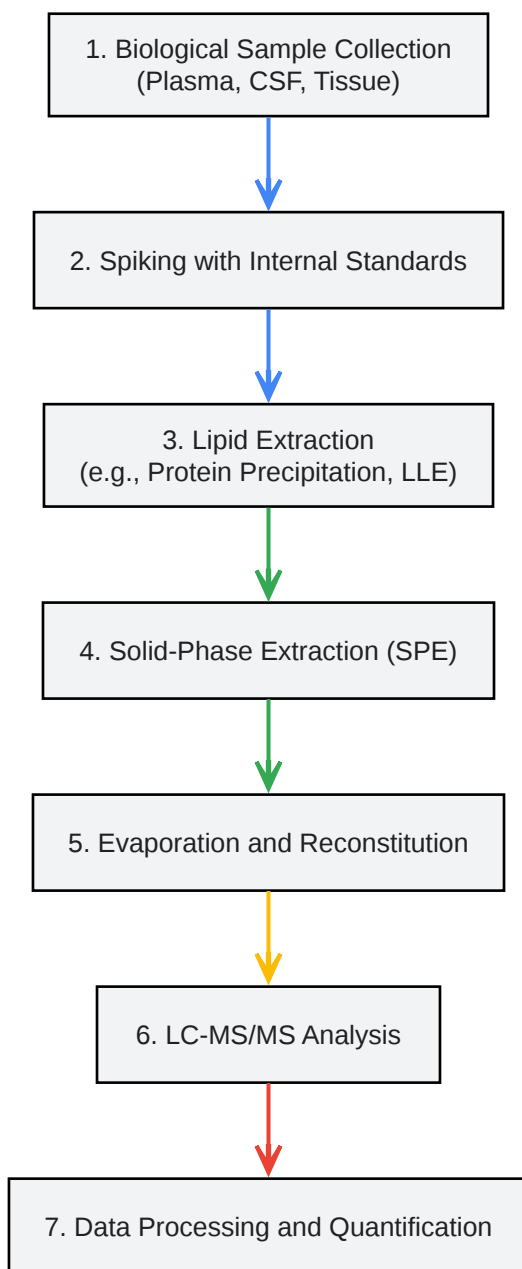 1. Biological Sample Collection
(Plasma, CSF, Tissue)
2. Spiking with Internal Standards
3. Lipid Extraction
(e.g., Protein Precipitation, LLE)
4. Solid-Phase Extraction (SPE)
5. Evaporation and Reconstitution
6. LC-MS/MS Analysis
7. Data Processing and Quantification